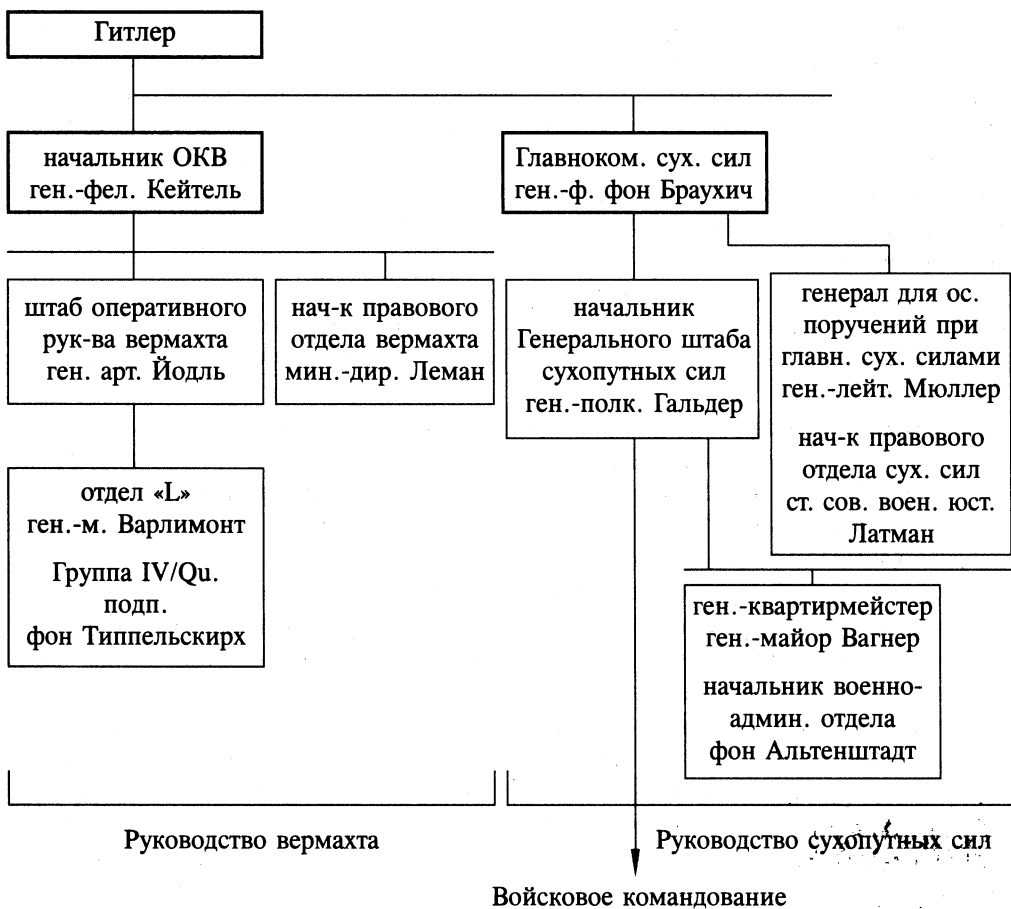 Гитлер
начальник ОКВ
ген.-фел. Кейтель
Главноком. сух. сил
ген.-ф. фон Браухич
штаб оперативного
рук-ва вермахта
ген. арт. Йодль
нач-к правового
отдела вермахта
мин.-дир. Леман
начальник
Генерального штаба
сухопутных сил
ген.-полк. Гальдер
генерал для ос.
поручений при
главн. сух. силами
ген.-лейт. Мюллер
нач-к правового
отдела сух. сил
ст. сов. воен. юст.
Латман
отдел «L»
ген.-м. Варлимонт
Группа IV/Qu.
подп.
фон Типпельскирх
ген.-квартирмейстер
ген.-майор Вагнер
начальник военно-
админ. отдела
фон Альтенштадт
Руководство вермахта
Руководство сухопутных сил
Войсковое командование